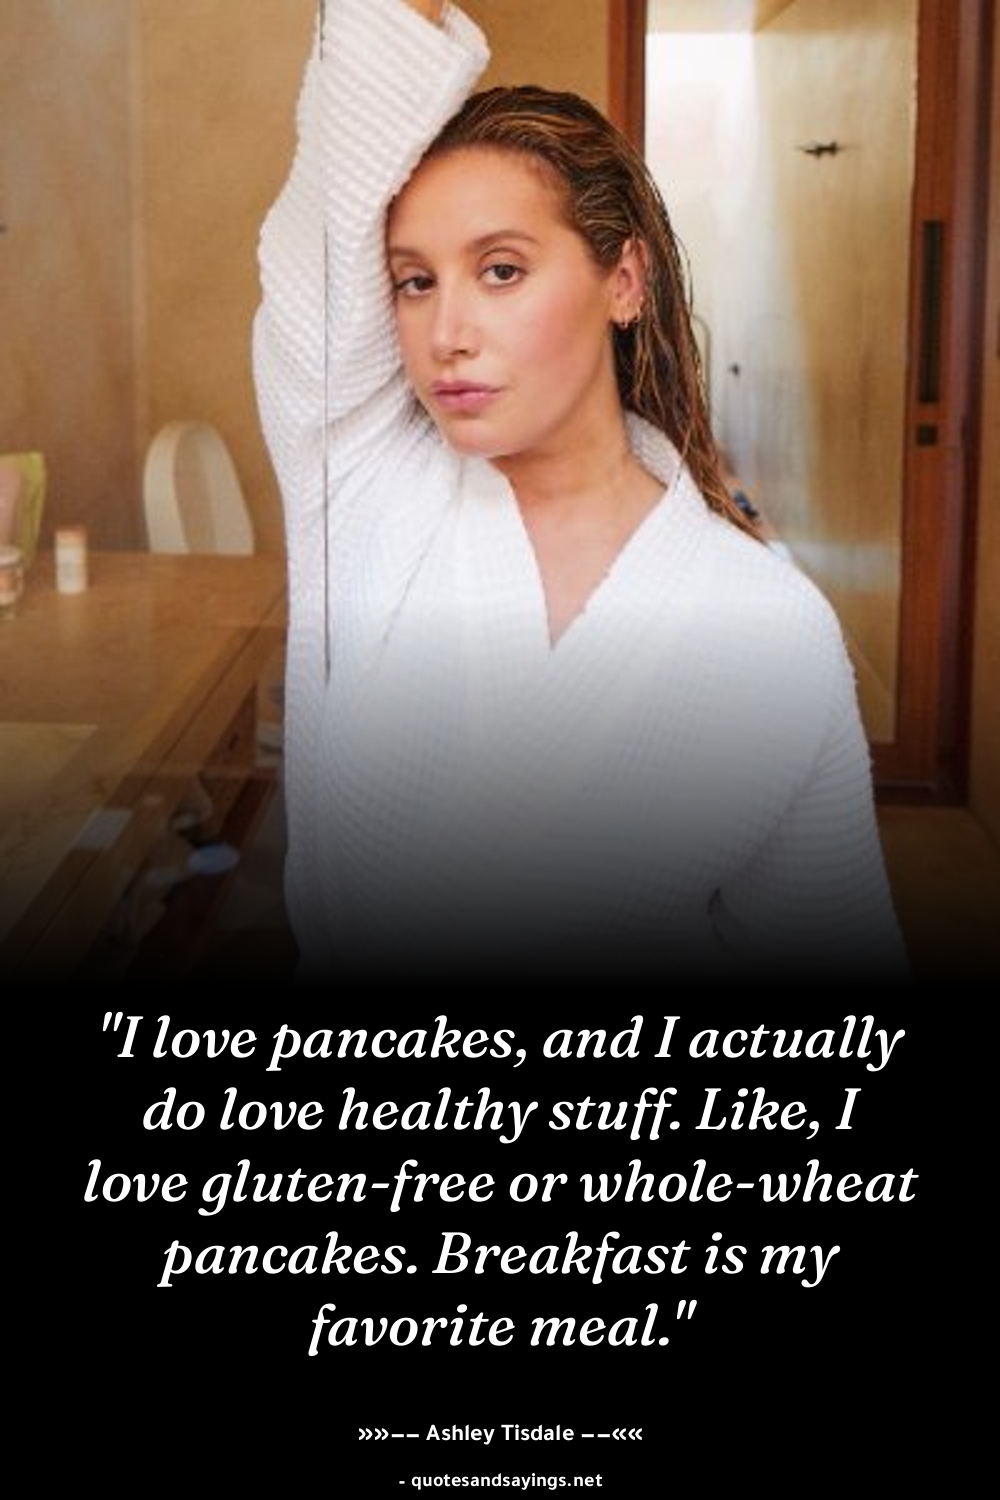 "I love pancakes, and I actually
do love healthy stuff. Like, I
love gluten-free or whole-wheat
pancakes. Breakfast is my
favorite meal."
»»−− Ashley Tisdale −−««
- quotesandsayings.net